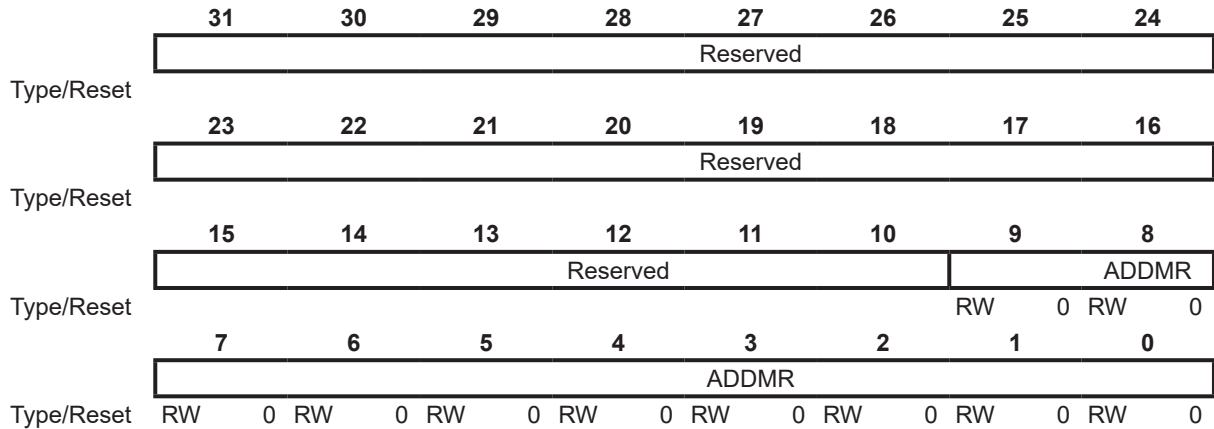 31 30 29 28 27 26 25 24
Reserved
Type/Reset
23 22 21 20 19 18 17 16
Reserved
Type/Reset
15 14 13 12 11 10 9 8
Reserved ADDMR
Type/Reset RW 0 RW 0
7 6 5 4 3 2 1 0
ADDMR
Type/Reset RW 0 RW 0 RW 0 RW 0 RW 0 RW 0 RW 0 RW 0